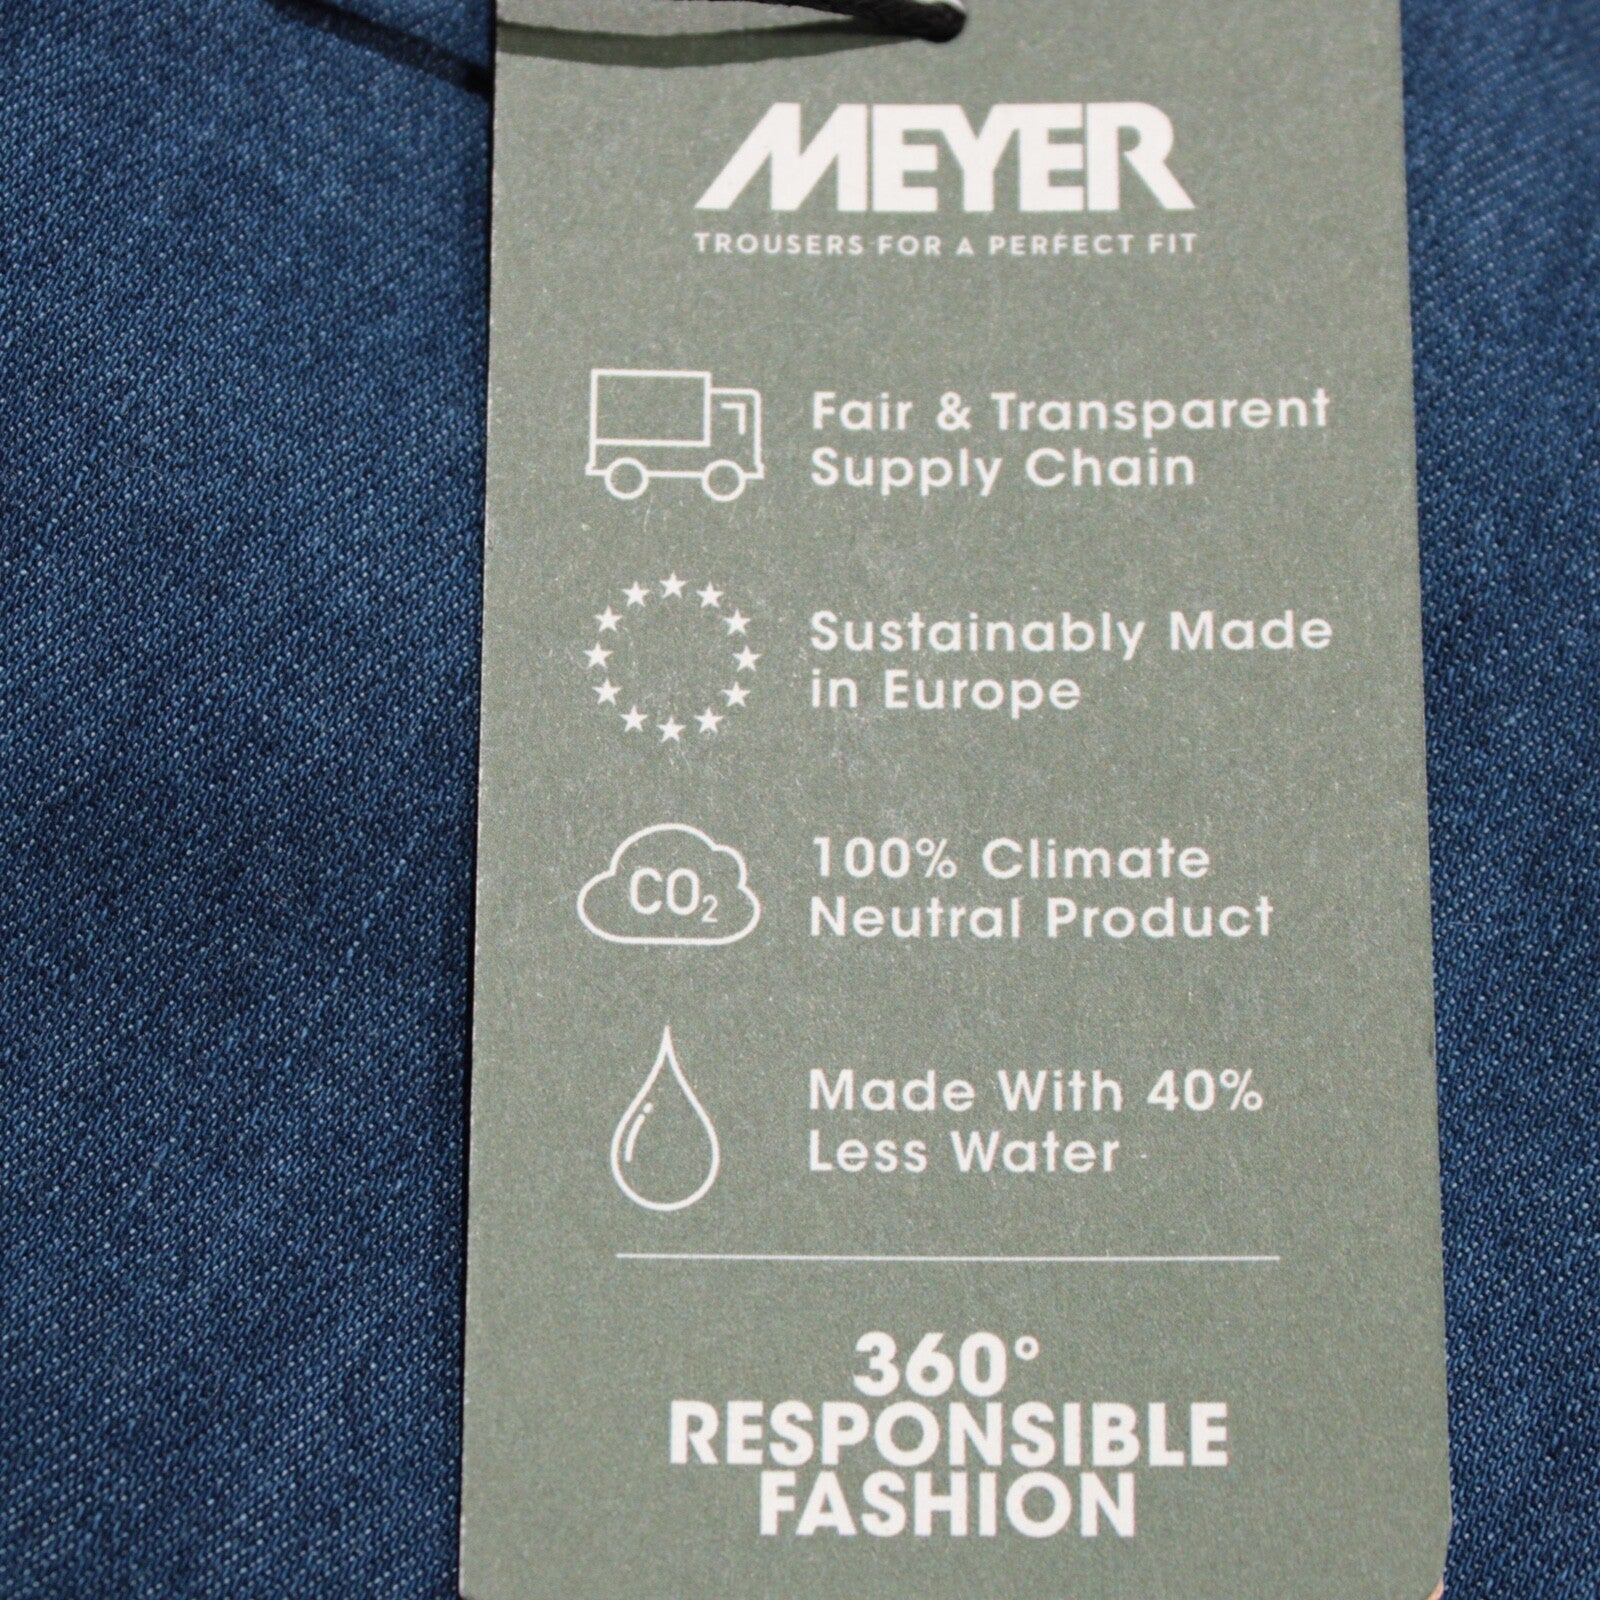 MEYER
TROUSERS FOR A PERFECT FIT
Fair & Transparent
Supply Chain
Sustainably Made
in Europe
CO₂
100% Climate
Neutral Product
Made With 40%
Less Water
360°
RESPONSIBLE
FASHION